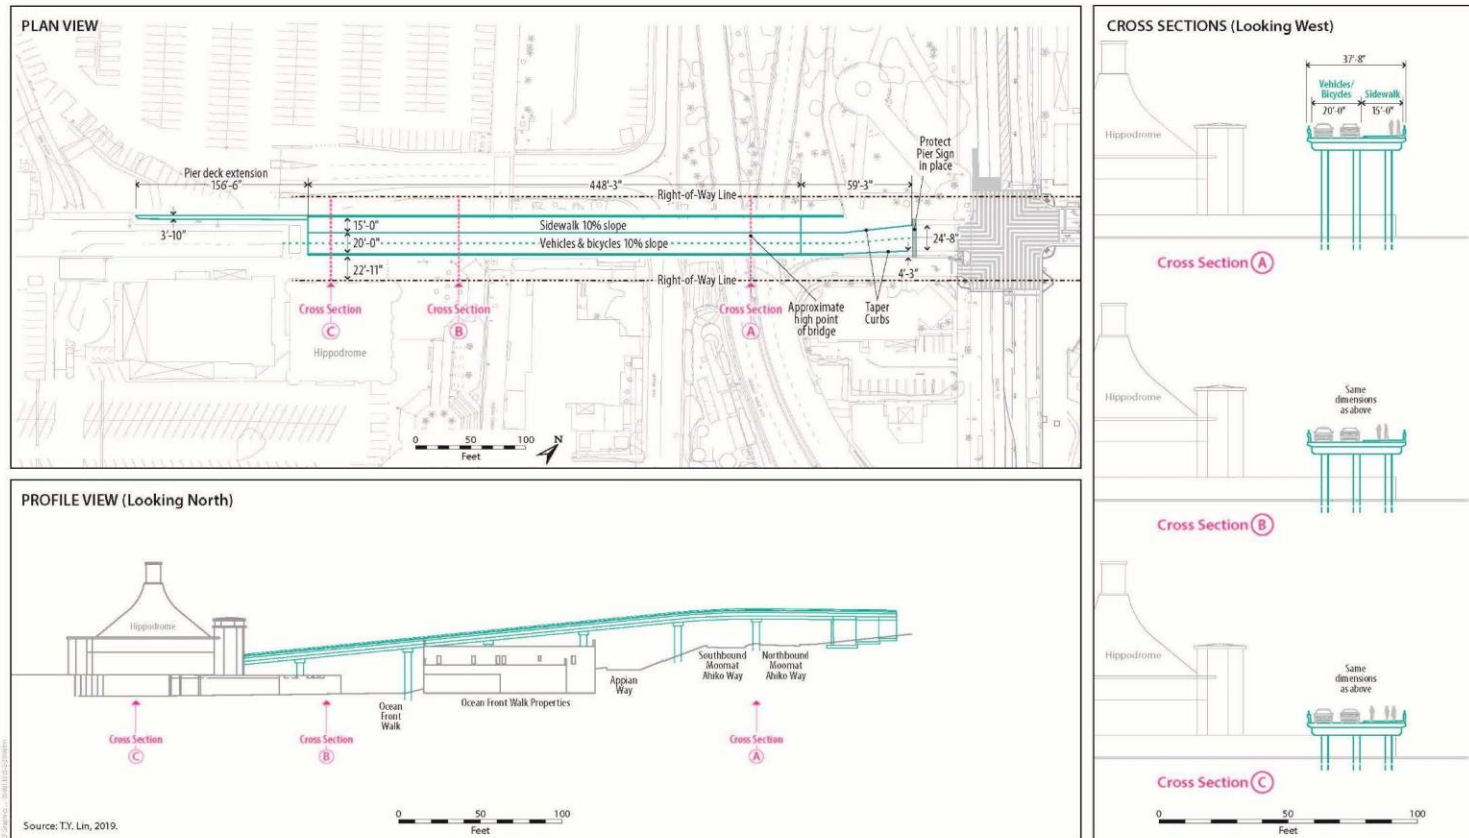 PLAN VIEW
Protect
Pier Sign
in place
Pier deck extension
156'-6"
448'-3"
59'-3"
Right-of-Way Line
3'-10"
15'-0"
Sidewalk 10% slope
20'-0"
Vehicles & bicycles 10% slope
24'-8"
22'-11"
4'-3"
Right-of-Way Line
Cross Section
C
Cross Section
B
Cross Section
A
Approximate
high point
of bridge
Taper
Curbs
Hippodrome
0 50 100
Feet
N
PROFILE VIEW (Looking North)
Hippodrome
Appian
Way
Southbound
Moomat
Ahiko Way
Northbound
Moomat
Ahiko Way
Ocean
Front
Walk
Ocean Front Walk Properties
Cross Section
C
Cross Section
B
Cross Section
A
0 50 100
Feet
Source: T.Y. Lin, 2019.
CROSS SECTIONS (Looking West)
37'-8"
Vehicles/
Bicycles
Sidewalk
20'-0"
15'-0"
Hippodrome
Cross Section A
Same
dimensions
as above
Hippodrome
Cross Section B
Same
dimensions
as above
Hippodrome
Cross Section C
0 50 100
Feet